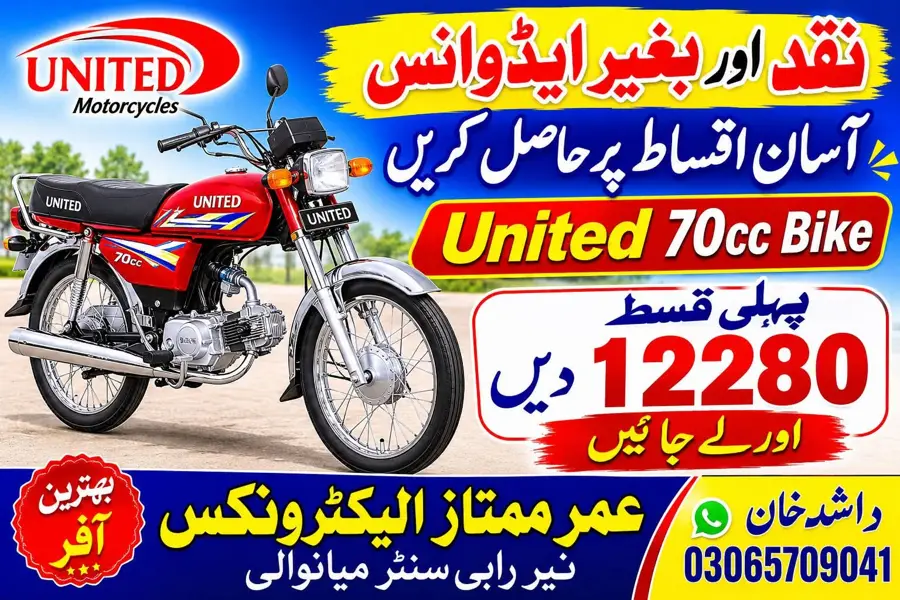 UNITED
Motorcycles
نقد اور بغیر ایڈوانس
آسان اقساط پر حاصل کریں
United 70cc Bike
پہلی قسط
12280 دیں
اور لے جائیں
UNITED
UNITED
UNITED
70cc
بہترین
آفر
عمر ممتاز الیکٹرونکس
نیر رابی سنٹر میانوالی
داشد خان
03065709041